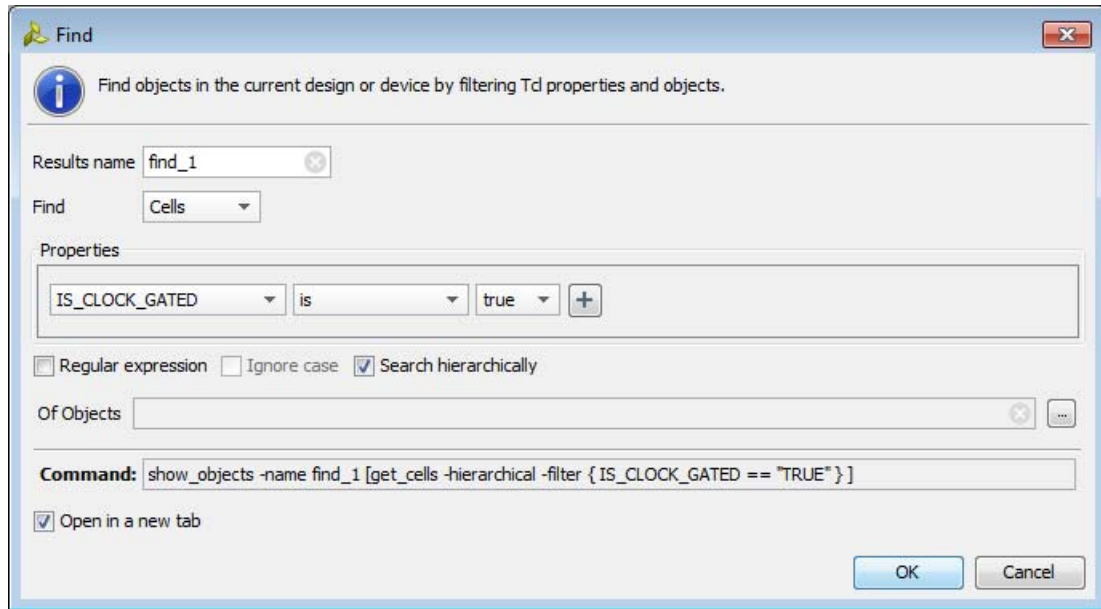 Find
Find objects in the current design or device by filtering Tcl properties and objects.
Results name find_1
Find Cells
Properties
IS_CLOCK_GATED is true +
Regular expression Ignore case Search hierarchically
Of Objects ...
Command: show_objects -name find_1 [get_cells -hierarchical -filter { IS_CLOCK_GATED == "TRUE" } ]
Open in a new tab
OK Cancel